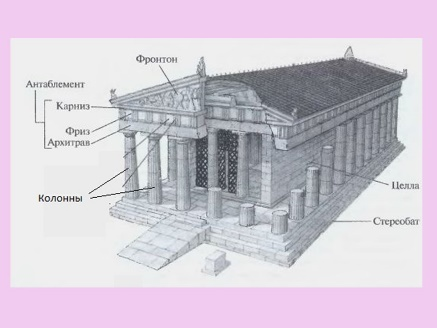 Фронтон
Антаблемент
Карниз
Фриз
Архитрав
Колонны
Целла
Стереобат